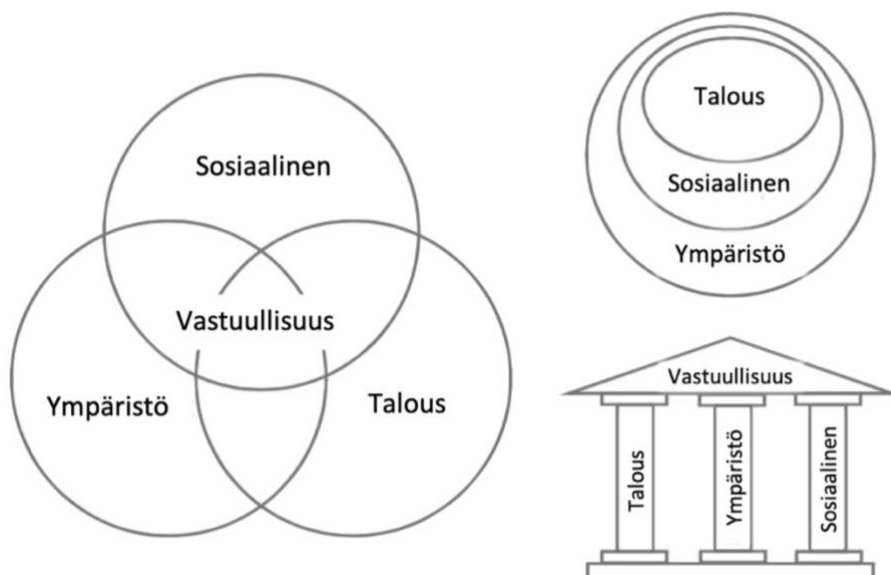 Sosiaalinen
Vastuullisuus
Ympäristö
Talous
Talous
Sosiaalinen
Ympäristö
Vastuullisuus
Talous
Ympäristö
Sosiaalinen